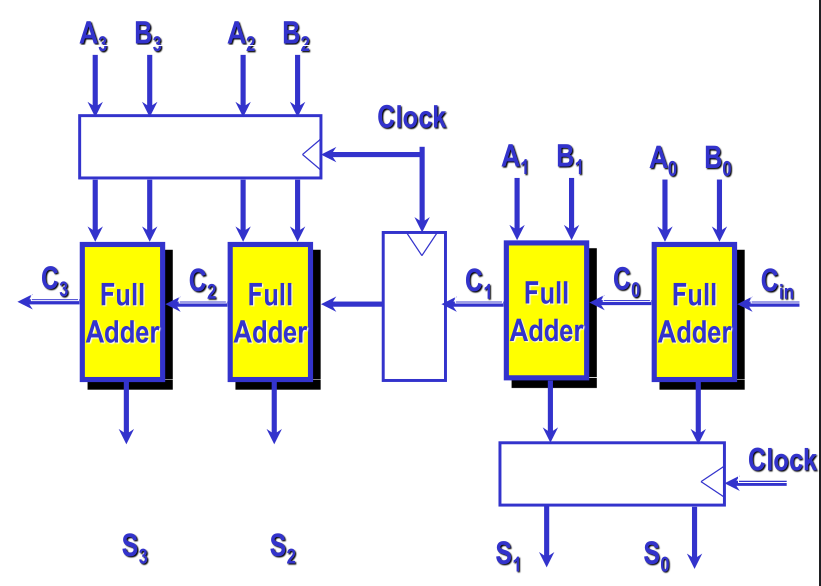 A3 B3 A2 B2
Clock
A1 B1 A0 B0
C3 Full Adder C2 Full Adder C1 Full Adder C0 Full Adder Cin
Clock
S3 S2 S1 S0